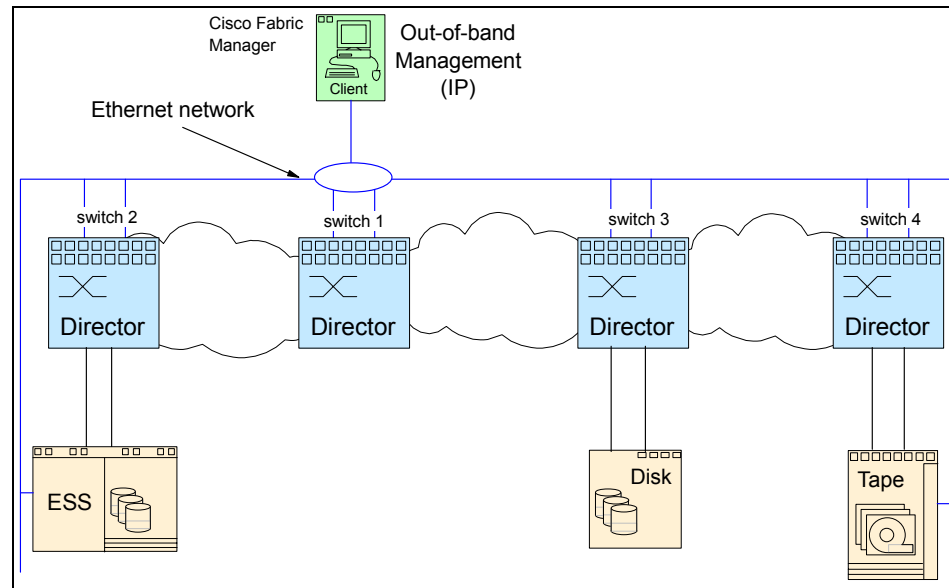 Cisco Fabric
Manager
Client
Out-of-band
Management
(IP)
Ethernet network
switch 2
switch 1
switch 3
switch 4
Director
Director
Director
Director
ESS
Disk
Tape